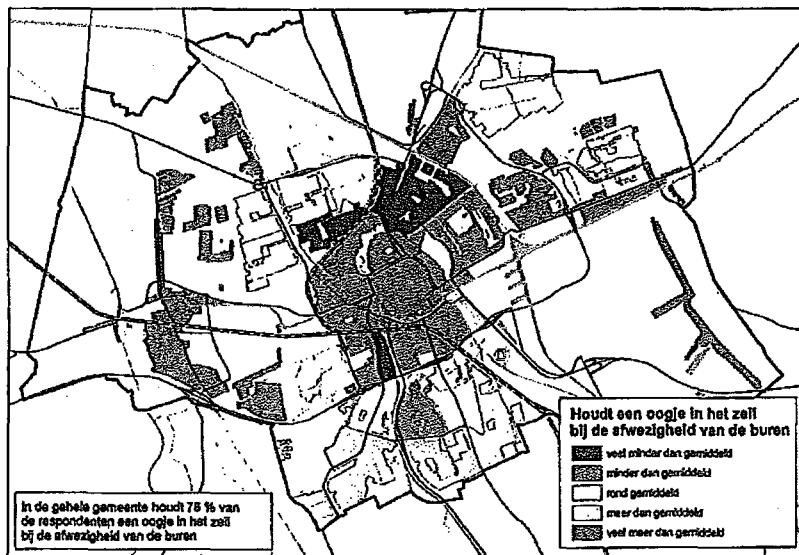 Houdt een oogje in het zeil
bij de afwezigheid van de buren
veel minder dan gemiddeld
minder dan gemiddeld
rond gemiddeld
meer dan gemiddeld
veel meer dan gemiddeld
In de gehele gemeente houdt 78 % van
de respondenten een oogje in het zeil
bij de afwezigheid van de buren